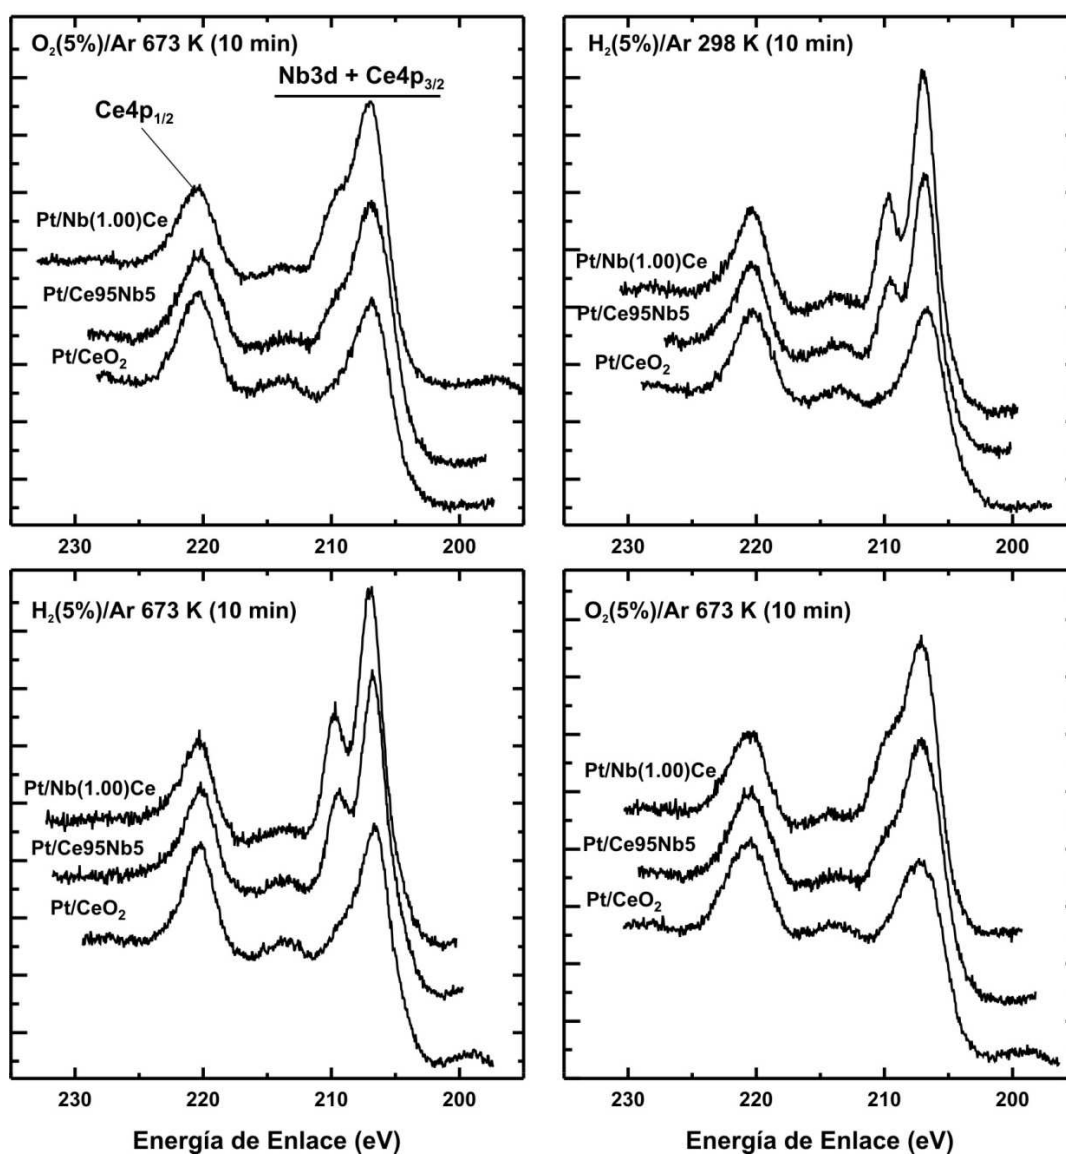 O₂(5%)/Ar 673 K (10 min)
Nb3d + Ce4p₃/₂
Ce4p₁/₂
Pt/Nb(1.00)Ce
Pt/Ce95Nb5
Pt/CeO₂
230 220 210 200
H₂(5%)/Ar 298 K (10 min)
Pt/Nb(1.00)Ce
Pt/Ce95Nb5
Pt/CeO₂
230 220 210 200
H₂(5%)/Ar 673 K (10 min)
Pt/Nb(1.00)Ce
Pt/Ce95Nb5
Pt/CeO₂
230 220 210 200
Energía de Enlace (eV)
O₂(5%)/Ar 673 K (10 min)
Pt/Nb(1.00)Ce
Pt/Ce95Nb5
Pt/CeO₂
230 220 210 200
Energía de Enlace (eV)